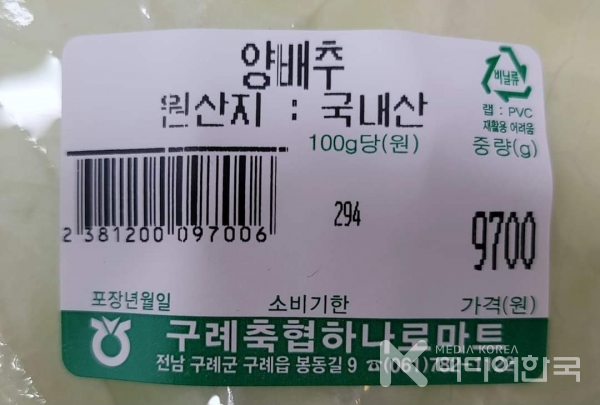 양배추
원산지 : 국내산
비닐류
랩 : PVC
재활용 어려움
100g당(원)
중량(g)
294
9700
2 381200 097006
포장년월일
소비기한
가격(원)
구례축협하나로마트
전남 구례군 구례읍 봉동길 9 ☎(061)782-
MEDIA KOREA
미디어한국